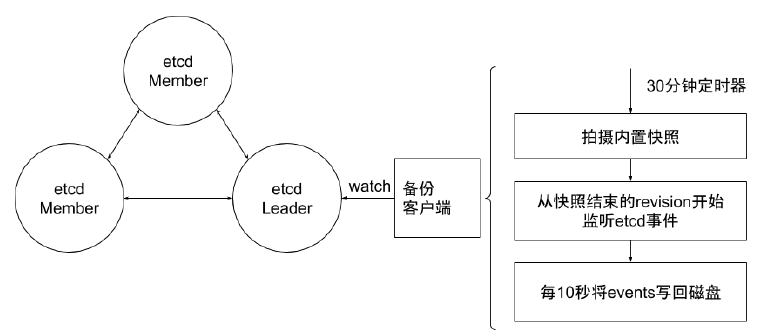 etcd
Member
etcd
Member
etcd
Leader
watch
备份
客户端
30分钟定时器
拍摄内置快照
从快照结束的revision开始
监听etcd事件
每10秒将events写回磁盘